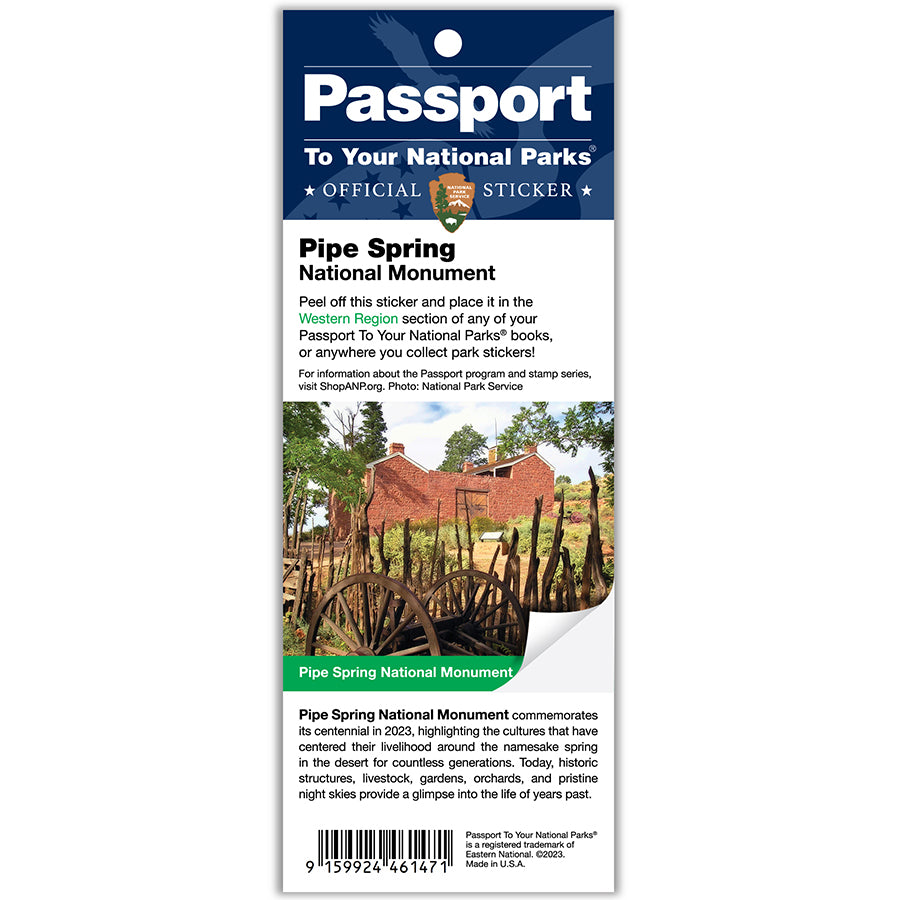 Passport
To Your National Parks®
★ OFFICIAL STICKER ★
NATIONAL
PARK
SERVICE
Pipe Spring
National Monument
Peel off this sticker and place it in the
Western Region section of any of your
Passport To Your National Parks® books,
or anywhere you collect park stickers!
For information about the Passport program and stamp series,
visit ShopANP.org. Photo: National Park Service
Pipe Spring National Monument
Pipe Spring National Monument commemorates
its centennial in 2023, highlighting the cultures that have
centered their livelihood around the namesake spring
in the desert for countless generations. Today, historic
structures, livestock, gardens, orchards, and pristine
night skies provide a glimpse into the life of years past.
9 159924 461471
Passport To Your National Parks®
is a registered trademark of
Eastern National. ©2023.
Made in U.S.A.